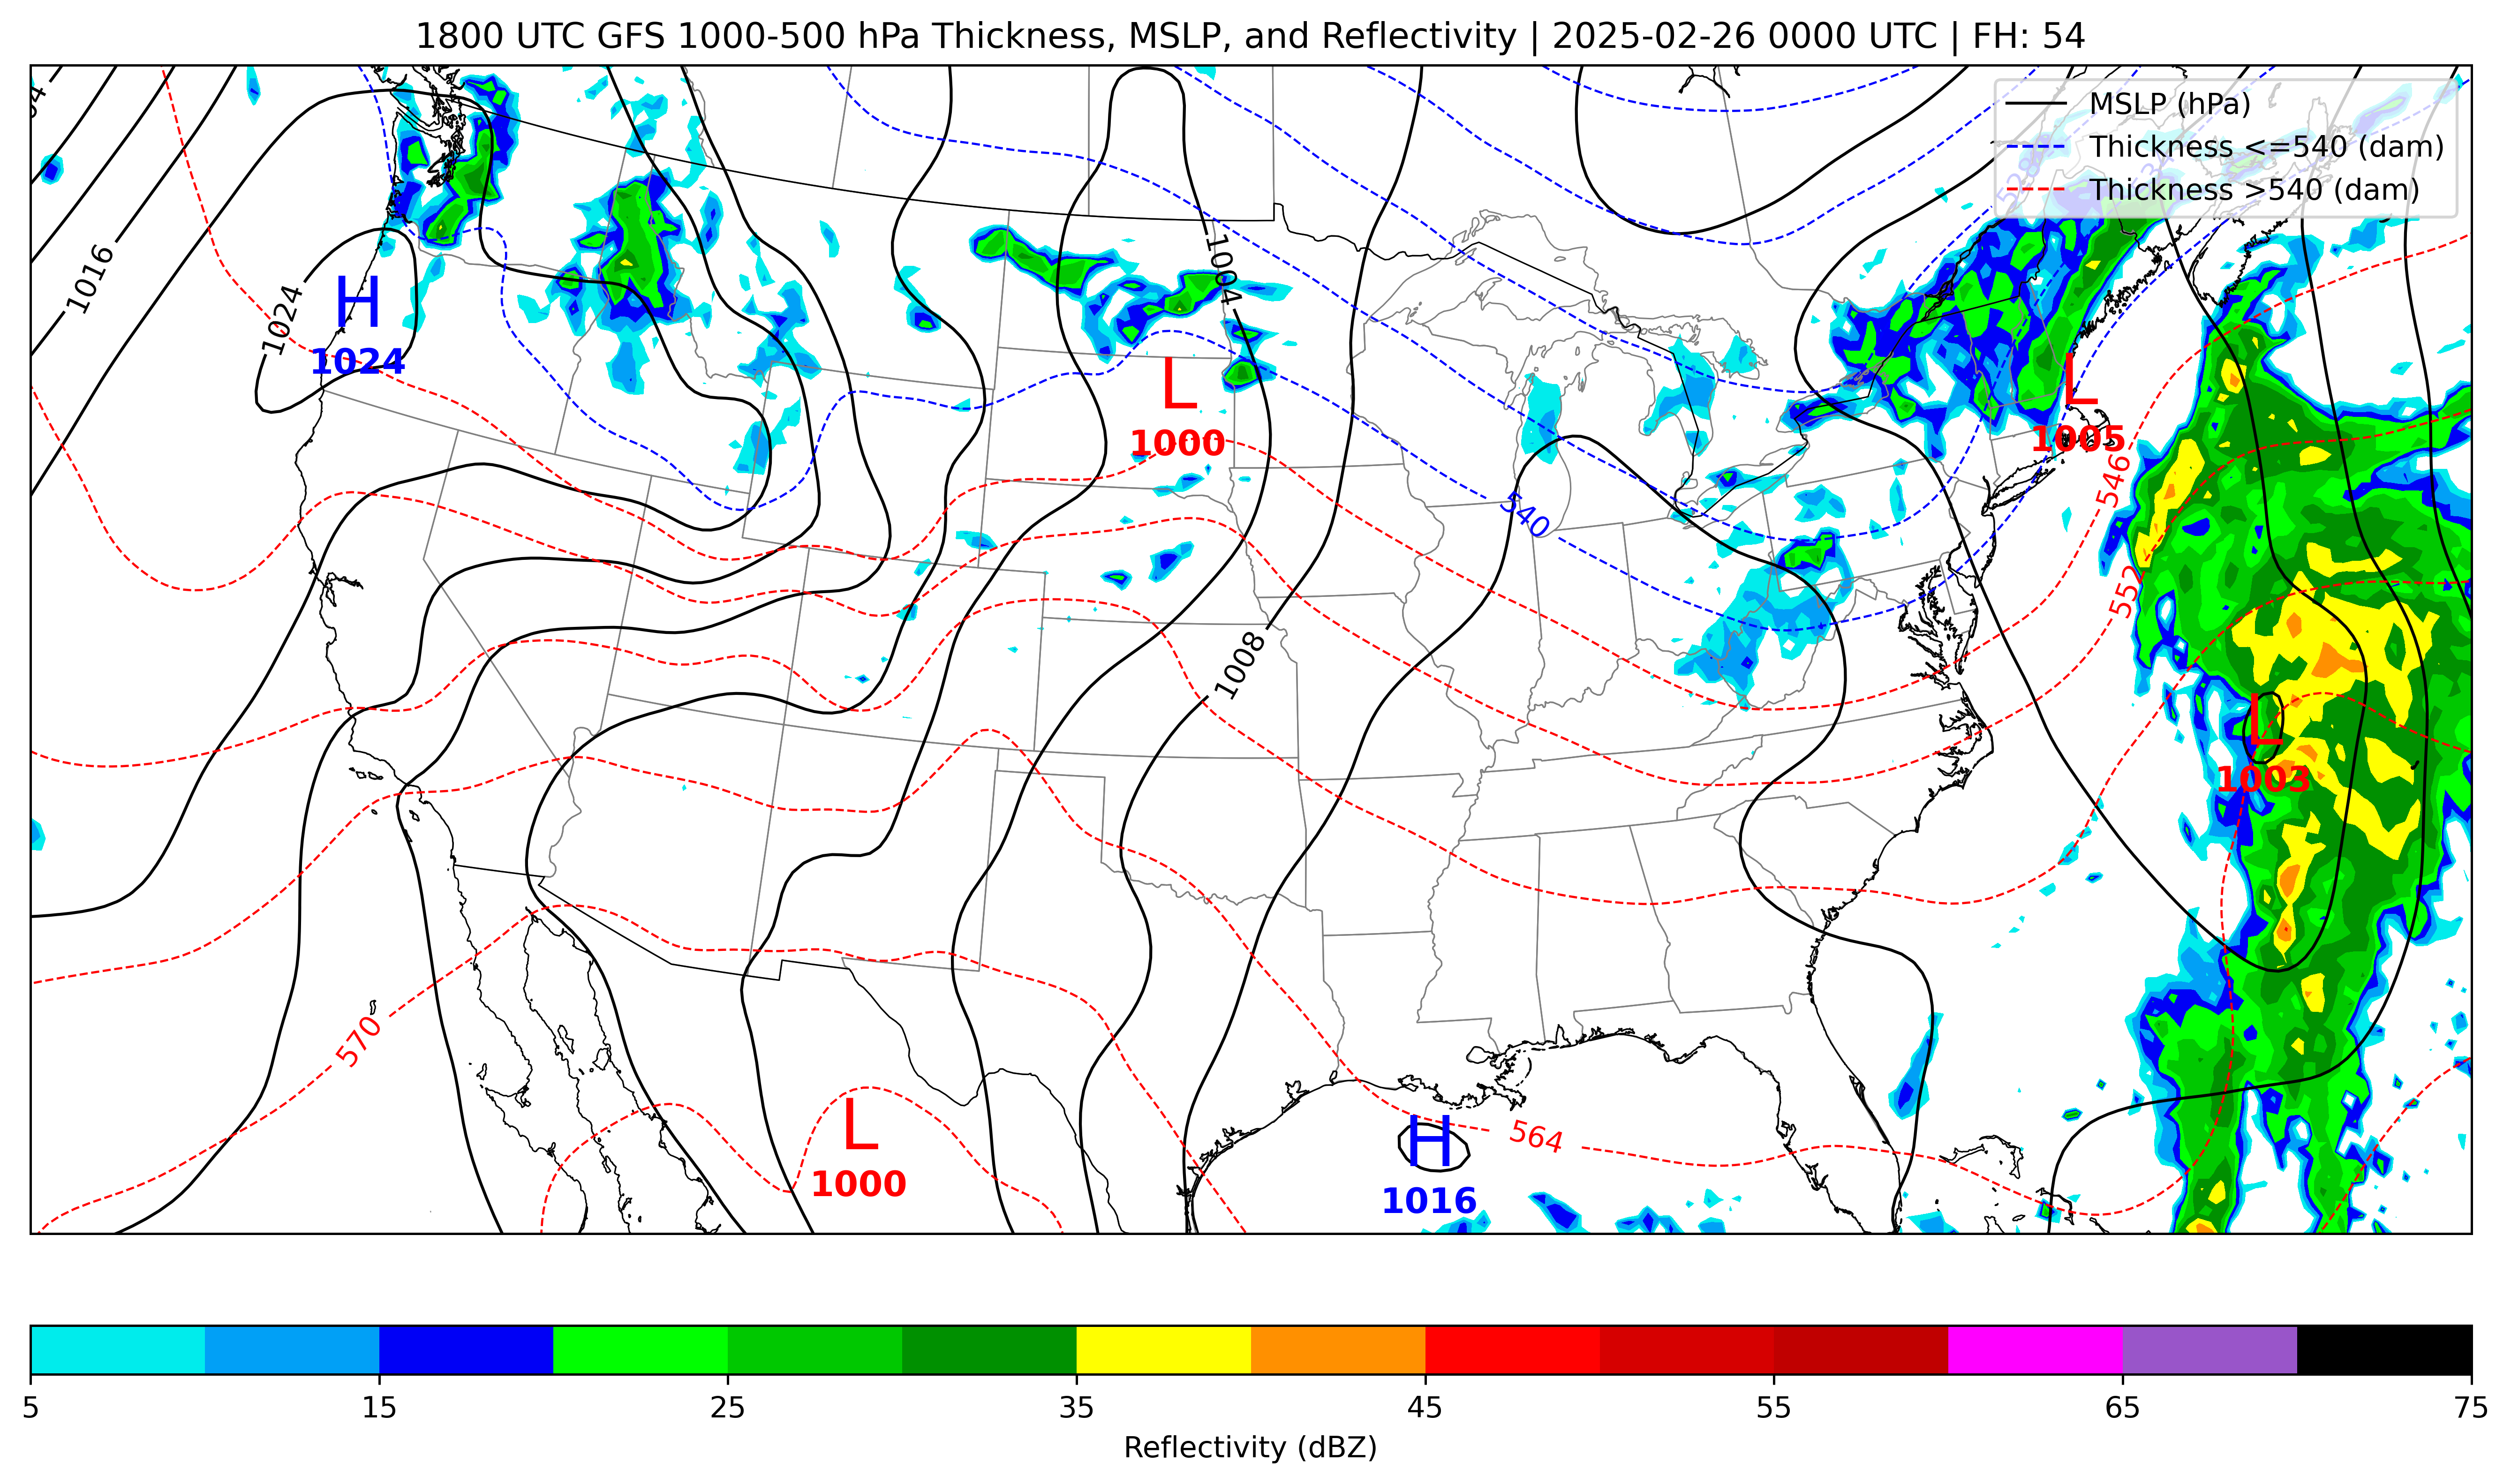 1800 UTC GFS 1000-500 hPa Thickness, MSLP, and Reflectivity | 2025-02-26 0000 UTC | FH: 54
MSLP (hPa)
Thickness <=540 (dam)
Thickness >540 (dam)
1016
1024
H
1024
1004
L
1000
L
1005
546
540
552
1008
L
1003
570
L
1000
H
1016
564
5 15 25 35 45 55 65 75
Reflectivity (dBZ)